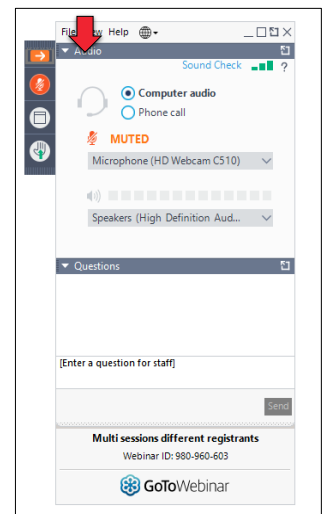 File View Help
Audio
Sound Check ?
Computer audio
Phone call
MUTED
Microphone (HD Webcam C510)
Speakers (High Definition Aud...
Questions
[Enter a question for staff]
Send
Multi sessions different registrants
Webinar ID: 980-960-603
GoToWebinar